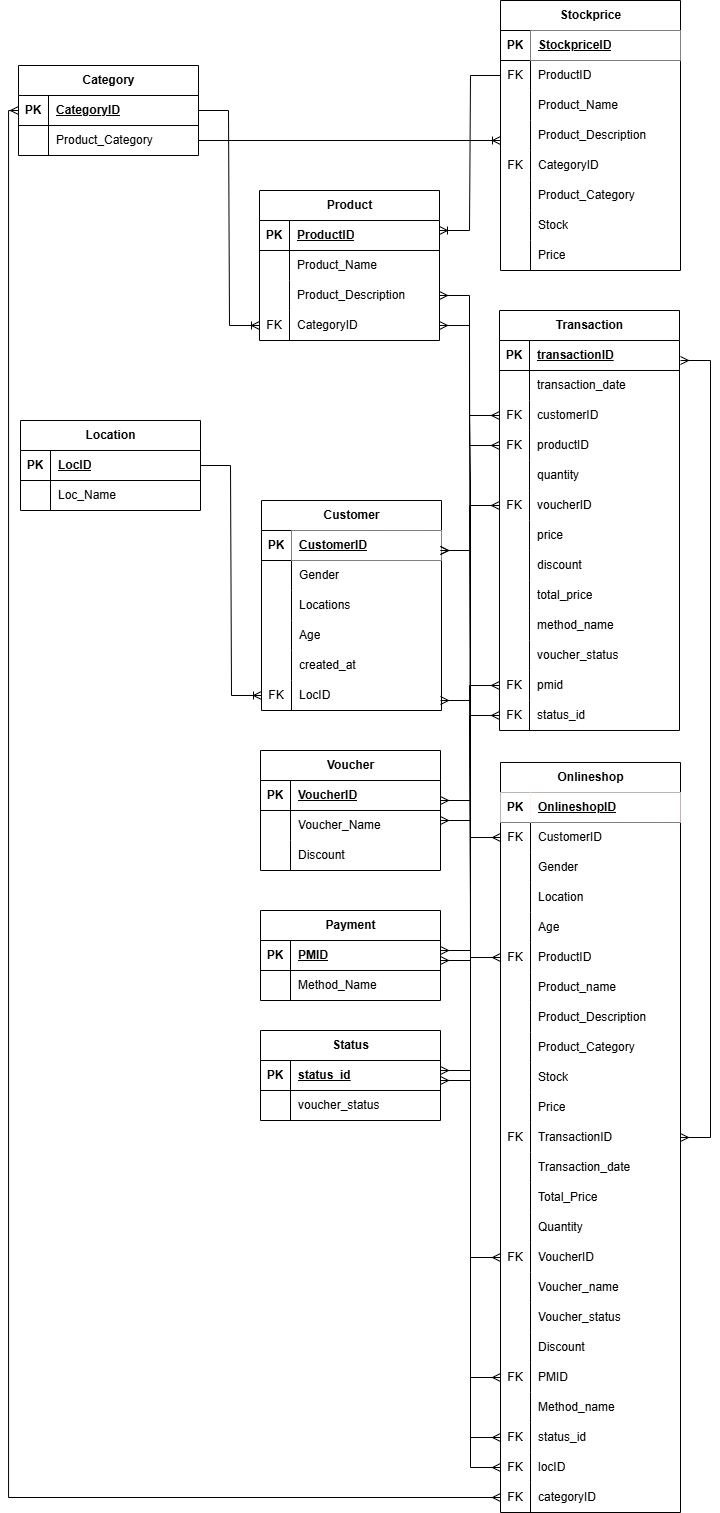 Stockprice
PK StockpriceID
FK ProductID
Product_Name
Product_Description
FK CategoryID
Product_Category
Stock
Price
Category
PK CategoryID
Product_Category
Product
PK ProductID
Product_Name
Product_Description
FK CategoryID
Transaction
PK transactionID
transaction_date
FK customerID
FK productID
quantity
FK voucherID
price
discount
total_price
method_name
voucher_status
FK pmid
FK status_id
Location
PK LocID
Loc_Name
Customer
PK CustomerID
Gender
Locations
Age
created_at
FK LocID
Voucher
PK VoucherID
Voucher_Name
Discount
Payment
PK PMID
Method_Name
Status
PK status_id
voucher_status
Onlineshop
PK OnlineshopID
FK CustomerID
Gender
Location
Age
FK ProductID
Product_name
Product_Description
Product_Category
Stock
Price
FK TransactionID
Transaction_date
Total_Price
Quantity
FK VoucherID
Voucher_name
Voucher_status
Discount
FK PMID
Method_name
FK status_id
FK locID
FK categoryID